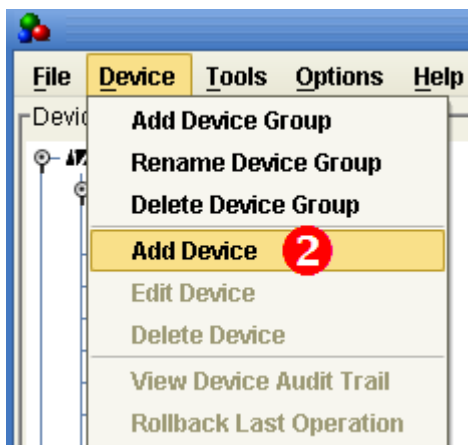 File Device Tools Options Help
Devic
Add Device Group
Rename Device Group
Delete Device Group
Add Device 2
Edit Device
Delete Device
View Device Audit Trail
Rollback Last Operation